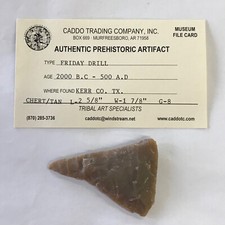 CADDO TRADING COMPANY, INC.
BOX 669 · MURFREESBORO, AR 71958
MUSEUM
FILE CARD
AUTHENTIC PREHISTORIC ARTIFACT
TYPE FRIDAY DRILL
AGE 2000 B.C - 500 A.D
WHERE FOUND KERR CO. TX.
CHERT/TAN L-2 5/8" W-1 7/8" G-8
TRIBAL ART SPECIALISTS
(870) 285-3736 caddotc@windstream.net www.caddotc.com